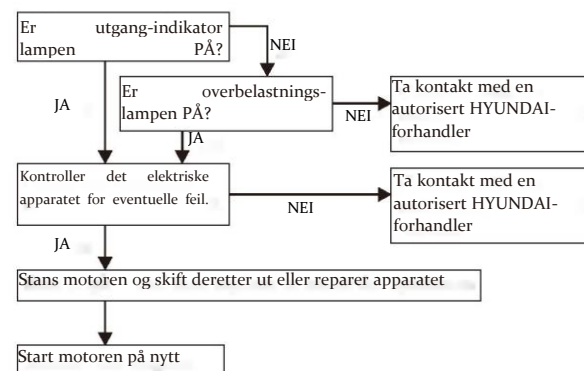 Er utgang-indikator
lampen PÅ?
NEI
JA
Er overbelastnings-
lampen PÅ?
NEI
JA
Ta kontakt med en
autorisert HYUNDAI-
forhandler
Kontroller det elektriske
apparatet for eventuelle feil.
NEI
JA
Ta kontakt med en
autorisert HYUNDAI-
forhandler
Stans motoren og skift deretter ut eller reparer apparatet
Start motoren på nytt